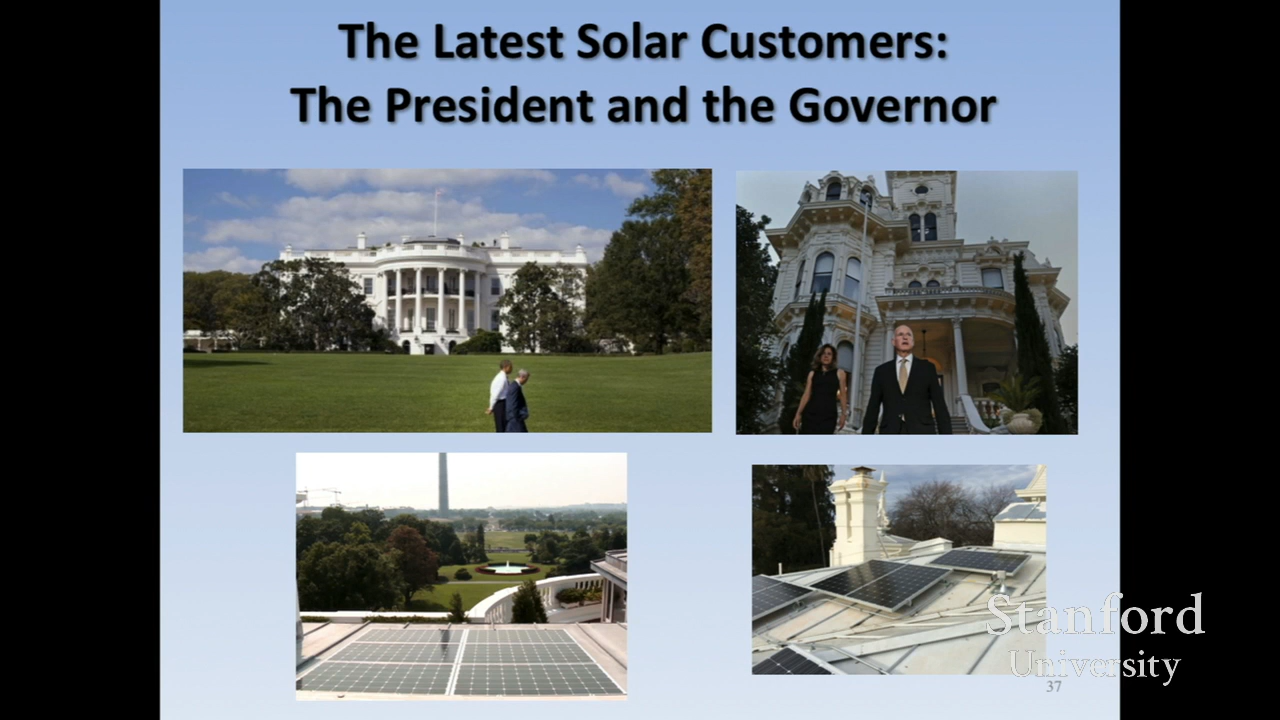 The Latest Solar Customers:
The President and the Governor
Stanford
University
37